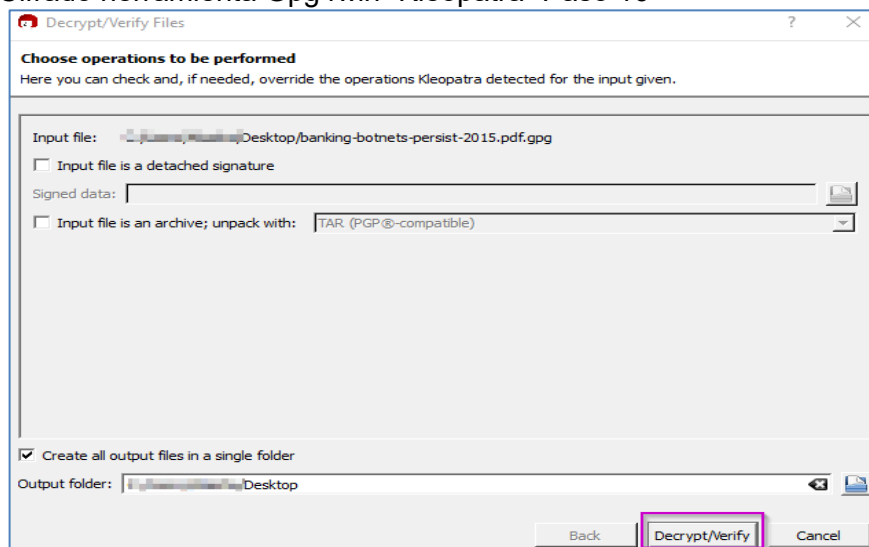 Decrypt/Verify Files
Choose operations to be performed
Here you can check and, if needed, override the operations Kleopatra detected for the input given.
Input file: Desktop/banking-botnets-persist-2015.pdf.gpg
Input file is a detached signature
Signed data:
Input file is an archive; unpack with: TAR (PGP®-compatible)
Create all output files in a single folder
Output folder: Desktop
Back Decrypt/Verify Cancel